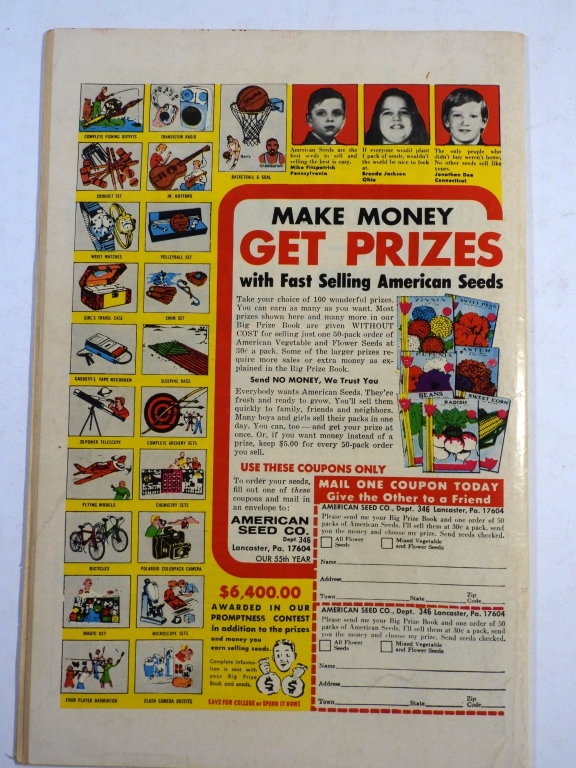 COMPLETE FISHING OUTFITS
TRANSISTOR RADIO
CROQUET SET
JR. GUITARS
WRIST WATCHES
VOLLEYBALL SET
GIRL'S TRAVEL CASE
SWIM SET
CASSETTE TAPE RECORDER
SLEEPING BAGS
30POWER TELESCOPE
COMPLETE ARCHERY SETS
FLYING MODELS
CHEMISTRY SETS
BICYCLES
POLAROID COLORPACK CAMERA
MAGIC SET
MICROSCOPE SETS
FOUR PLAYER BADMINTON
FLASH CAMERA OUTFITS
BASKETBALL & GOAL
American Seeds are the
best seeds to sell and
selling the best is easy.
Mike Fitzpatrick
Pennsylvania
If everyone would plant
1 pack of seeds, wouldn't
the world be nice to look
at.
Brenda Jackson
Ohio
The only people who
didn't buy weren't home.
No other seeds sell like
yours.
Jonathan Dea
Connecticut
MAKE MONEY
GET PRIZES
with Fast Selling American Seeds
Take your choice of 100 wonderful prizes.
You can earn as many as you want. Most
prizes shown here and many more in our
Big Prize Book are given WITHOUT
COST for selling just one 50-pack order of
American Vegetable and Flower Seeds at
30¢ a pack. Some of the larger prizes re-
quire more sales or extra money as ex-
plained in the Big Prize Book.
Send NO MONEY, We Trust You
Everybody wants American Seeds. They're
fresh and ready to grow. You'll sell them
quickly to family, friends and neighbors.
Many boys and girls sell their packs in one
day. You can, too — and get your prize at
once. Or, if you want money instead of a
prize, keep $5.00 for every 50-pack order
you sell.
ZINNIA
SWEET PEAS
PETUNIA
ASTER
BEANS
RADISH
SWEET CORN
USE THESE COUPONS ONLY
To order your seeds,
fill out one of these
coupons and mail in
an envelope to:
AMERICAN
SEED CO.
Dept. 346
Lancaster, Pa. 17604
OUR 55th YEAR
MAIL ONE COUPON TODAY
Give the Other to a Friend
AMERICAN SEED CO., Dept. 346 Lancaster, Pa. 17604
Please send me your Big Prize Book and one order of 50
packs of American Seeds. I'll sell them at 30¢ a pack, send
you the money and choose my prize. Send seeds checked.
All Flower Seeds
Mixed Vegetable and Flower Seeds
Name
Address
Town State Zip Code
AMERICAN SEED CO., Dept. 346 Lancaster, Pa. 17604
Please send me your Big Prize Book and one order of 50
packs of American Seeds. I'll sell them at 30¢ a pack, send
you the money and choose my prize. Send seeds checked.
All Flower Seeds
Mixed Vegetable and Flower Seeds
Name
Address
Town State Zip Code
$6,400.00
AWARDED IN OUR
PROMPTNESS CONTEST
In addition to the prizes
and money you
earn selling seeds.
Complete informa-
tion is sent with
your Big Prize
Book and seeds.
SAVE FOR COLLEGE or SPEND IT NOW!